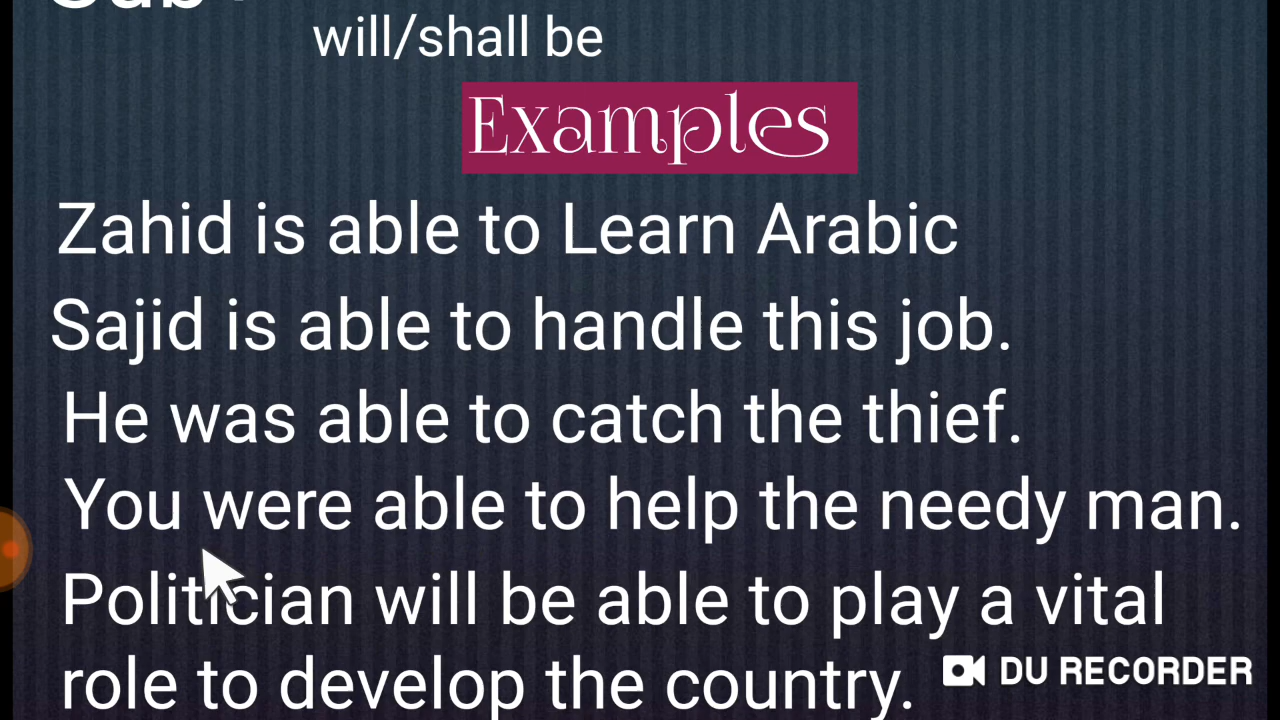 will/shall be
Examples
Zahid is able to Learn Arabic
Sajid is able to handle this job.
He was able to catch the thief.
You were able to help the needy man.
Politician will be able to play a vital
role to develop the country.
DU RECORDER